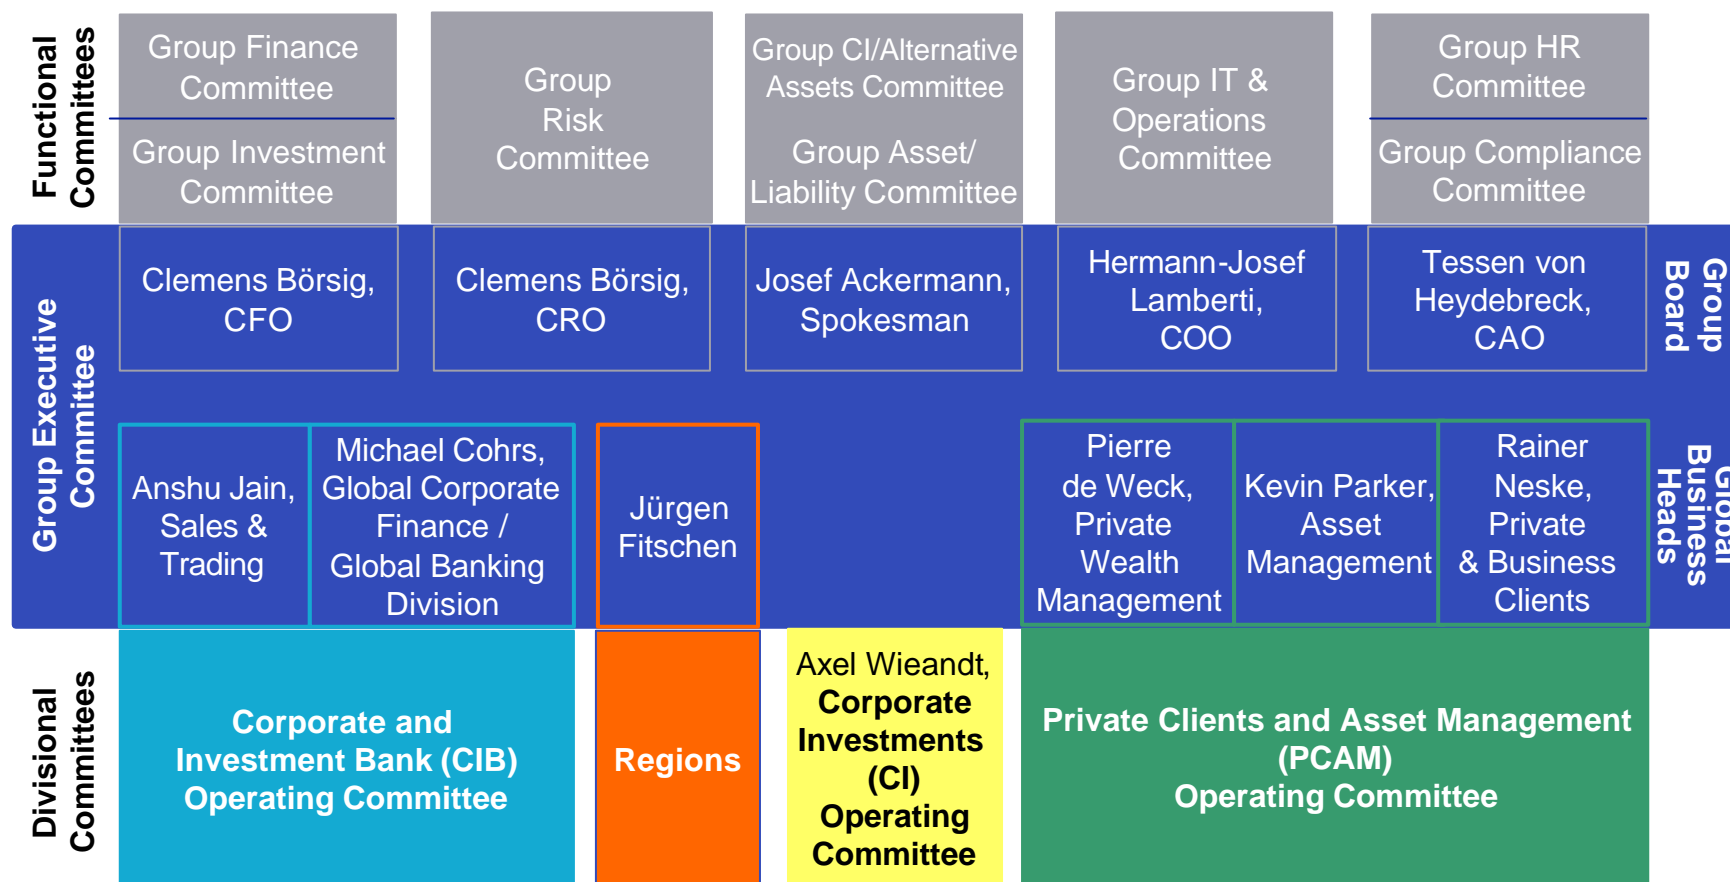 Functional
Committees
Group Finance
Committee
Group Investment
Committee
Group
Risk
Committee
Group CI/Alternative
Assets Committee
Group Asset/
Liability Committee
Group IT &
Operations
Committee
Group HR
Committee
Group Compliance
Committee
Group Executive
Committee
Clemens Börsig,
CFO
Clemens Börsig,
CRO
Josef Ackermann,
Spokesman
Hermann-Josef
Lamberti,
COO
Tessen von
Heydebreck,
CAO
Group
Board
Anshu Jain,
Sales &
Trading
Michael Cohrs,
Global Corporate
Finance /
Global Banking
Division
Jürgen
Fitschen
Pierre
de Weck,
Private
Wealth
Management
Kevin Parker,
Asset
Management
Rainer
Neske,
Private
& Business
Clients
Global
Business
Heads
Divisional
Committees
Corporate and
Investment Bank (CIB)
Operating Committee
Regions
Axel Wieandt,
Corporate
Investments
(CI)
Operating
Committee
Private Clients and Asset Management
(PCAM)
Operating Committee